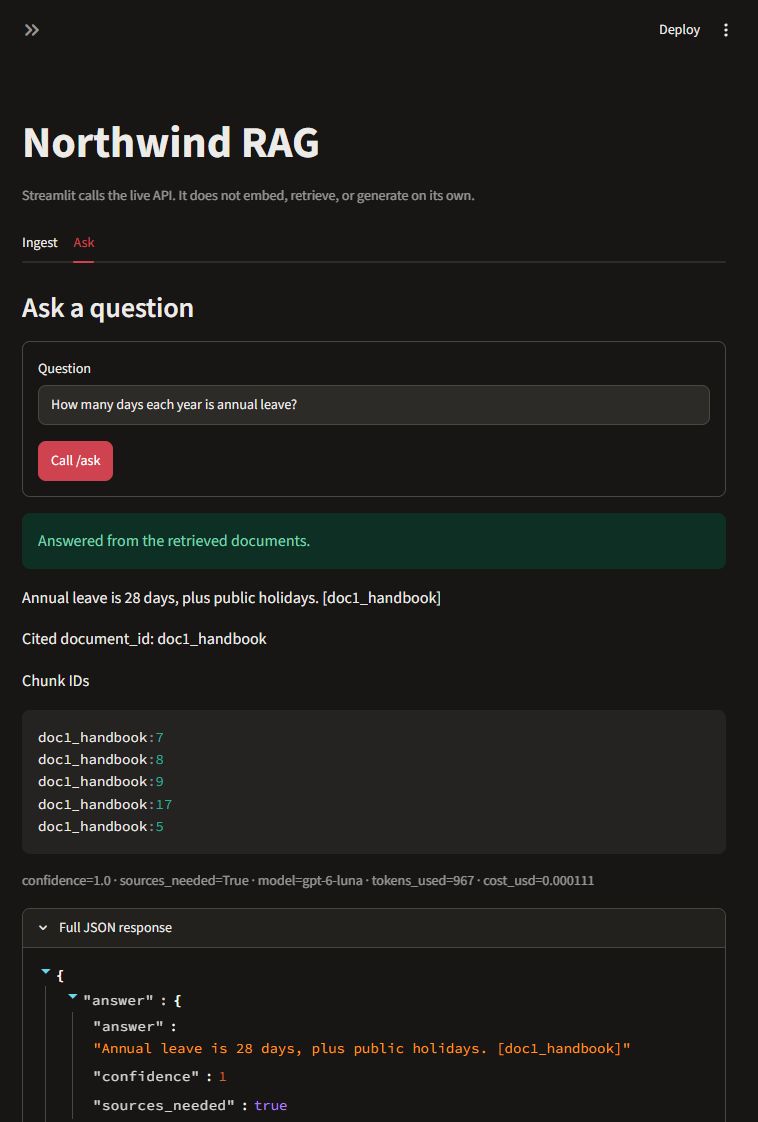 Deploy
Northwind RAG
Streamlit calls the live API. It does not embed, retrieve, or generate on its own.
Ingest Ask
Ask a question
Question
How many days each year is annual leave?
Call /ask
Answered from the retrieved documents.
Annual leave is 28 days, plus public holidays. [doc1_handbook]
Cited document_id: doc1_handbook
Chunk IDs
doc1_handbook:7
doc1_handbook:8
doc1_handbook:9
doc1_handbook:17
doc1_handbook:5
confidence=1.0 · sources_needed=True · model=gpt-6-luna · tokens_used=967 · cost_usd=0.000111
Full JSON response
{
"answer" : {
"answer" :
"Annual leave is 28 days, plus public holidays. [doc1_handbook]"
"confidence" : 1
"sources_needed" : true